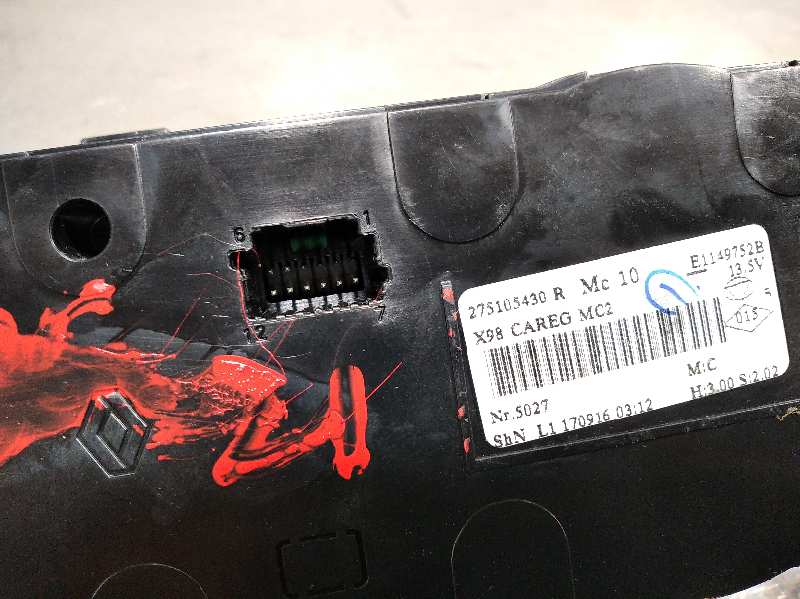 6 1
12 7
275105430 R Mc 10 E1149752B
13.5V
X98 CAREG MC2
015
Nr.5027 M:C
ShN L1 170916 03:12 H:3.00 S:2.02